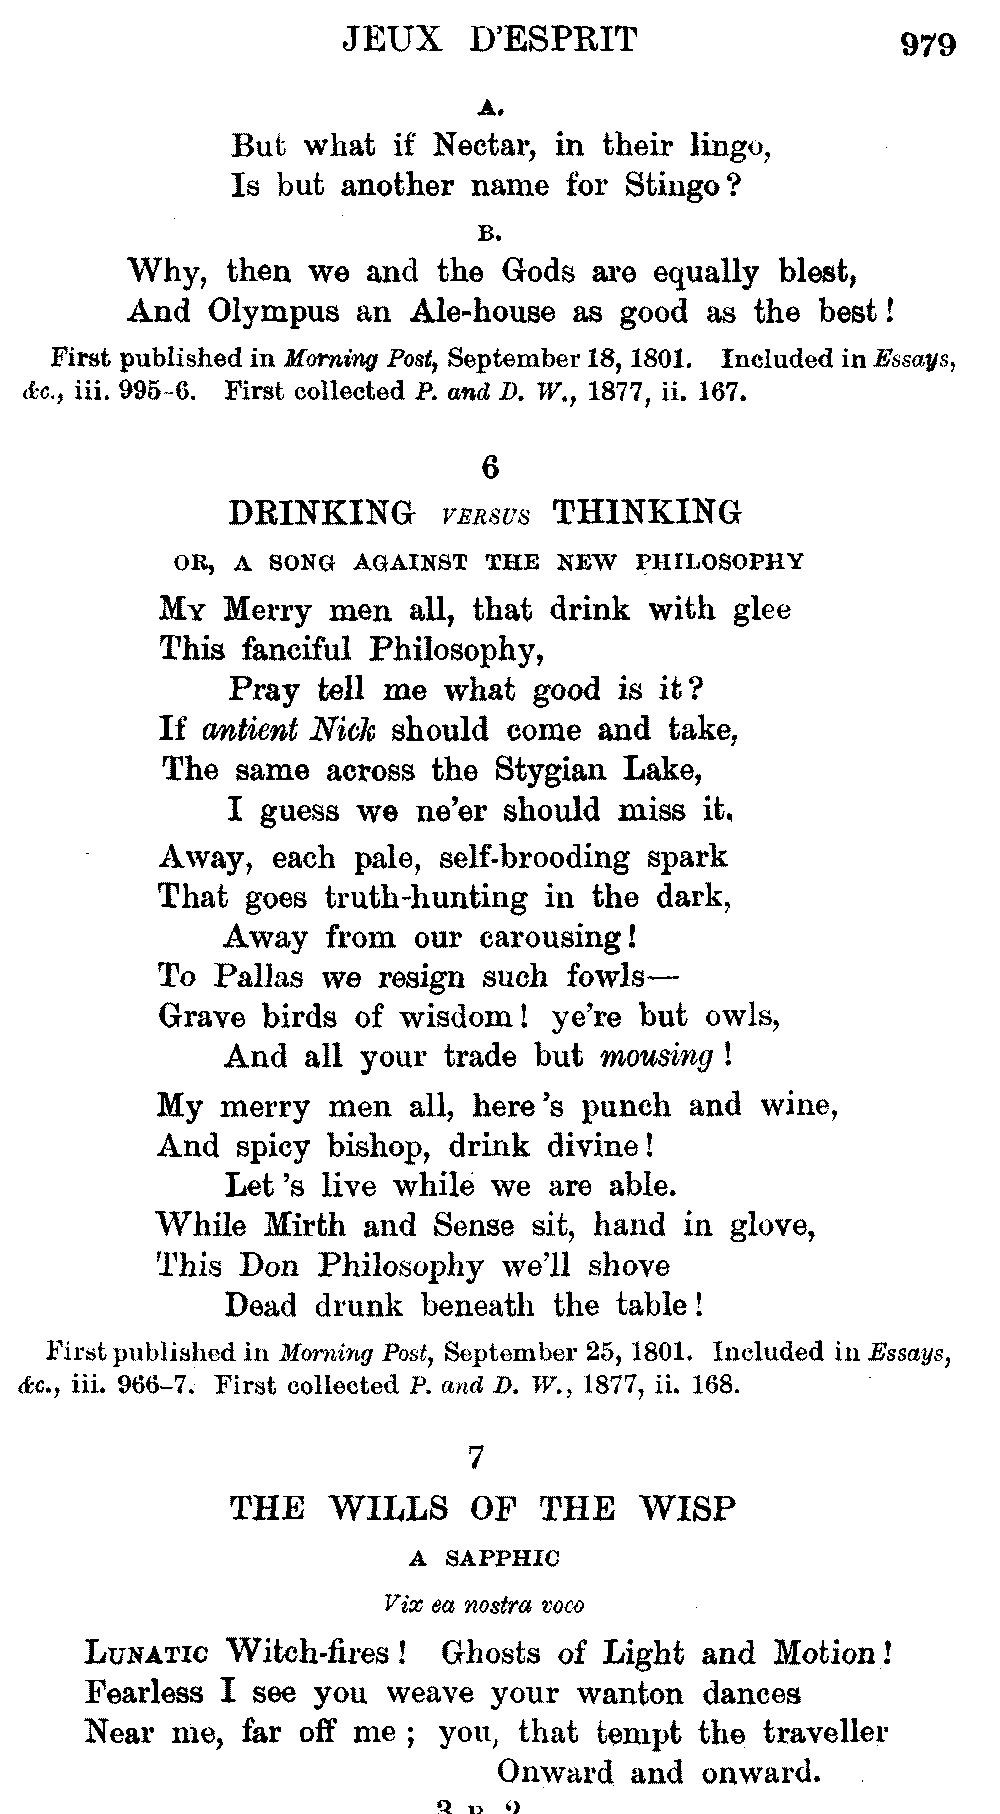 JEUX D'ESPRIT 979
A.
But what if Nectar, in their lingo,
Is but another name for Stingo?
B.
Why, then we and the Gods are equally blest,
And Olympus an Ale-house as good as the best!
First published in Morning Post, September 18, 1801. Included in Essays,
&c., iii. 995-6. First collected P. and D. W., 1877, ii. 167.
6
DRINKING VERSUS THINKING
OR, A SONG AGAINST THE NEW PHILOSOPHY
MY Merry men all, that drink with glee
This fanciful Philosophy,
Pray tell me what good is it?
If antient Nick should come and take,
The same across the Stygian Lake,
I guess we ne'er should miss it.
Away, each pale, self-brooding spark
That goes truth-hunting in the dark,
Away from our carousing!
To Pallas we resign such fowls—
Grave birds of wisdom! ye're but owls,
And all your trade but mousing!
My merry men all, here's punch and wine,
And spicy bishop, drink divine!
Let's live while we are able.
While Mirth and Sense sit, hand in glove,
This Don Philosophy we'll shove
Dead drunk beneath the table!
First published in Morning Post, September 25, 1801. Included in Essays,
&c., iii. 966-7. First collected P. and D. W., 1877, ii. 168.
7
THE WILLS OF THE WISP
A SAPPHIC
Vix ea nostra voco
LUNATIC Witch-fires! Ghosts of Light and Motion!
Fearless I see you weave your wanton dances
Near me, far off me; you, that tempt the traveller
Onward and onward.